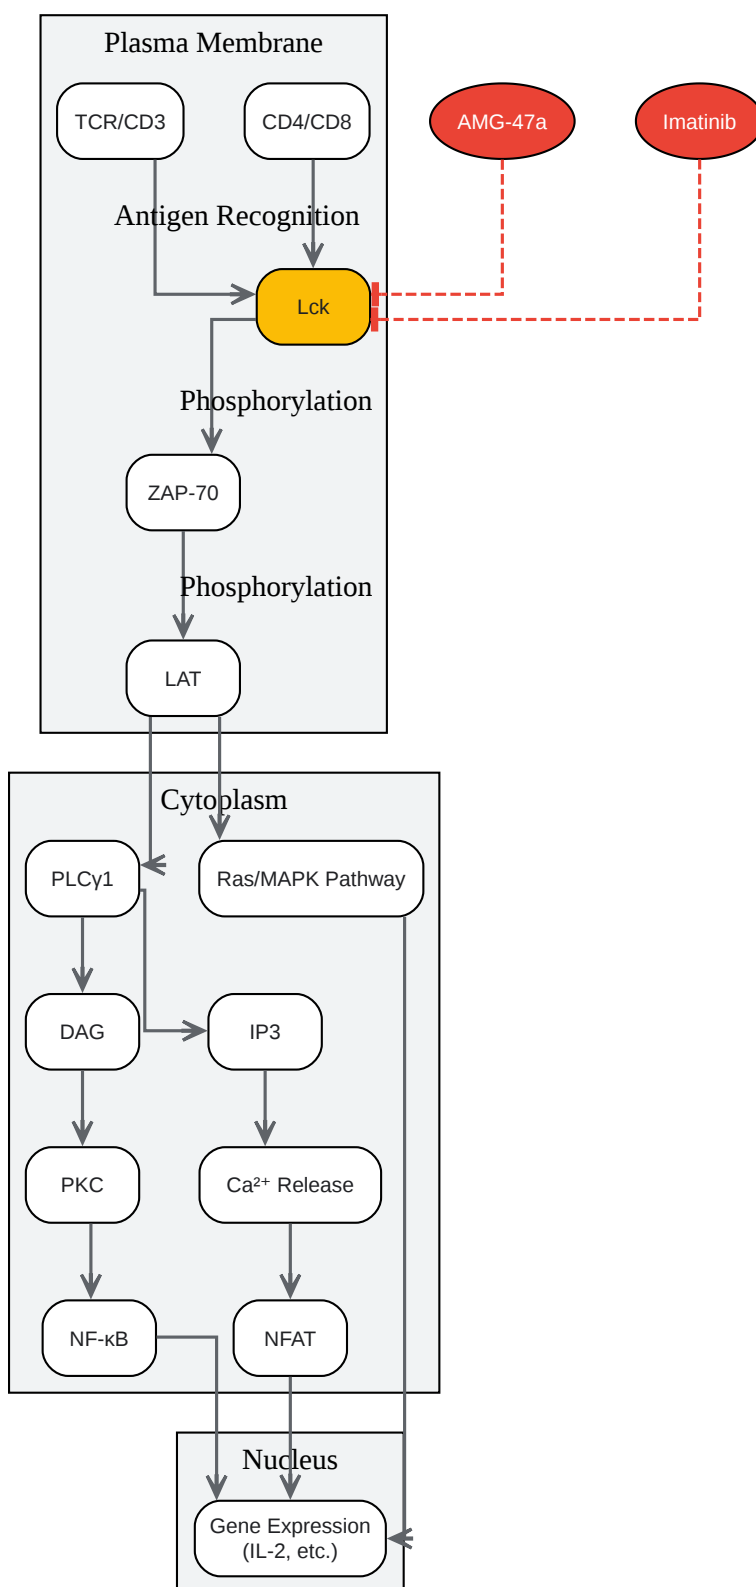 Plasma Membrane
TCR/CD3
CD4/CD8
AMG-47a
Imatinib
Antigen Recognition
Lck
Phosphorylation
ZAP-70
Phosphorylation
LAT
Cytoplasm
PLCγ1
Ras/MAPK Pathway
DAG
IP3
PKC
Ca²⁺ Release
NF-κB
NFAT
Nucleus
Gene Expression
(IL-2, etc.)